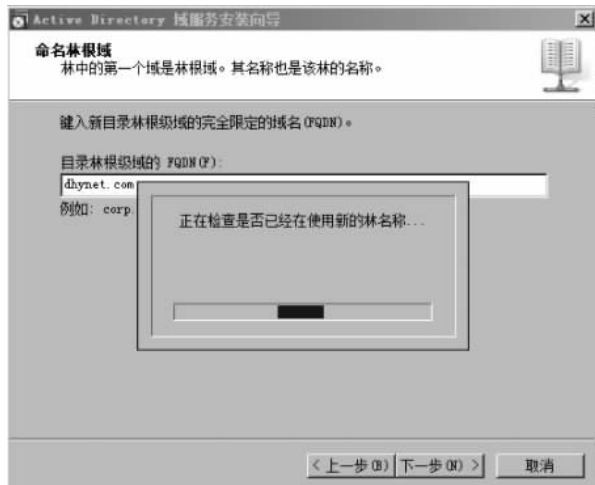 Active Directory 域服务安装向导
命名林根域
林中的第一个域是林根域。其名称也是该林的名称。
键入新目录林根级域的完全限定的域名(FQDN)。
目录林根级域的 FQDN(F):
dhynet.com
例如: corp.
正在检查是否已经在使用新的林名称...
< 上一步(B)
下一步(N) >
取消